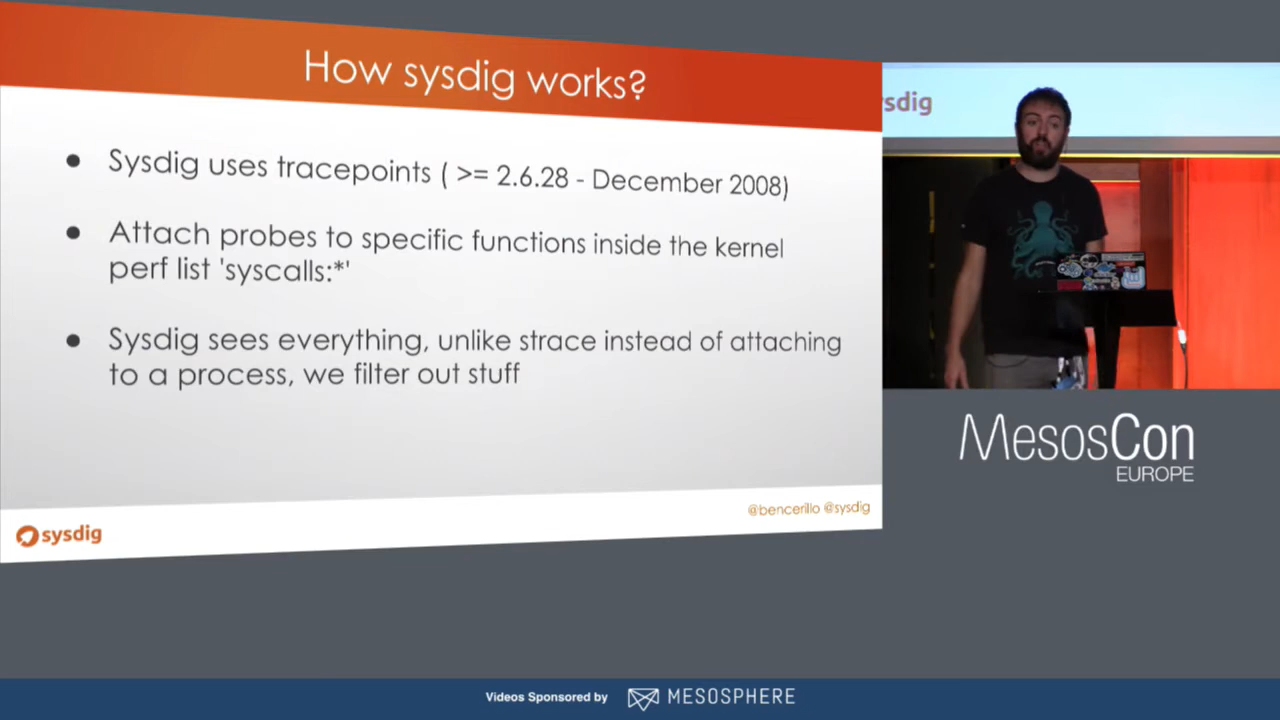 How sysdig works?
● Sysdig uses tracepoints ( >= 2.6.28 - December 2008)
● Attach probes to specific functions inside the kernel
perf list 'syscalls:*'
● Sysdig sees everything, unlike strace instead of attaching
to a process, we filter out stuff
@bencerillo @sysdig
sysdig
sdig
MesosCon
EUROPE
Videos Sponsored by MESOSPHERE